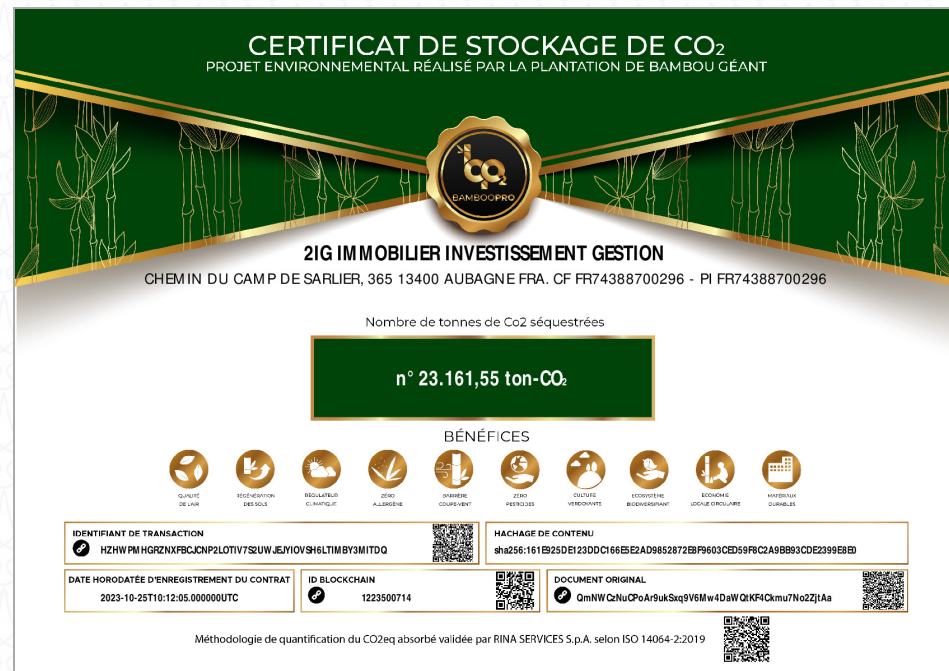 CERTIFICAT DE STOCKAGE DE CO2
PROJET ENVIRONNEMENTAL RÉALISÉ PAR LA PLANTATION DE BAMBOU GÉANT
BAMBOOPRO
2IG IMMOBILIER INVESTISSEMENT GESTION
CHEMIN DU CAMP DE SARLIER, 365 13400 AUBAGNE FRA. CF FR74388700296 - PI FR74388700296
Nombre de tonnes de Co2 séquestrées
n° 23.161,55 ton-CO2
BÉNÉFICES
QUALITÉ DE L'AIR
RÉGÉNÉRATION DES SOLS
REGULATEUR CLIMATIQUE
ZÉRO ALLERGÈNE
BARRIÈRE COUPE-VENT
ZÉRO PESTICIDES
CULTURE VERDOYANTE
ECOSYSTÈME BIODIVERSIFIANT
ECONOMIE LOCALE CIRCULAIRE
MATÉRIAUX DURABLES
IDENTIFIANT DE TRANSACTION
HZHWPMHGRZNXFBCJCNP2LOTIV7S2UWJEJYIOVSH6LTIMBY3MITDQ
HACHAGE DE CONTENU
sha256:161E925DE123DDC166E5E2AD9852872EBF9603CED59F8C2A9BB93CDE2399E8E0
DATE HORODATÉE D'ENREGISTREMENT DU CONTRAT
2023-10-25T10:12:05.000000UTC
ID BLOCKCHAIN
1223500714
DOCUMENT ORIGINAL
QmNWCzNuCPoAr9ukSxq9V6Mw4DaWQtKF4Ckmu7No2ZjtAa
Méthodologie de quantification du CO2eq absorbé validée par RINA SERVICES S.p.A. selon ISO 14064-2:2019